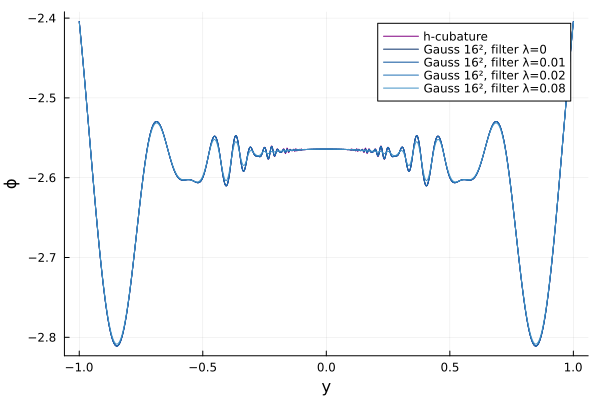 −2.4
−2.5
−2.6
−2.7
−2.8
ϕ
h-cubature
Gauss 16², filter λ=0
Gauss 16², filter λ=0.01
Gauss 16², filter λ=0.02
Gauss 16², filter λ=0.08
−1.0
−0.5
0.0
0.5
1.0
y